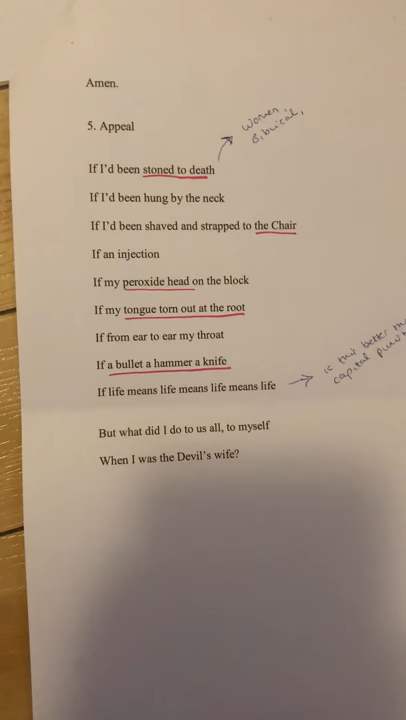 Amen.
5. Appeal
Women,
Biblical,
If I'd been stoned to death
If I'd been hung by the neck
If I'd been shaved and strapped to the Chair
If an injection
If my peroxide head on the block
If my tongue torn out at the root
If from ear to ear my throat
If a bullet a hammer a knife
If life means life means life means life
is this better
capital
But what did I do to us all, to myself
When I was the Devil's wife?